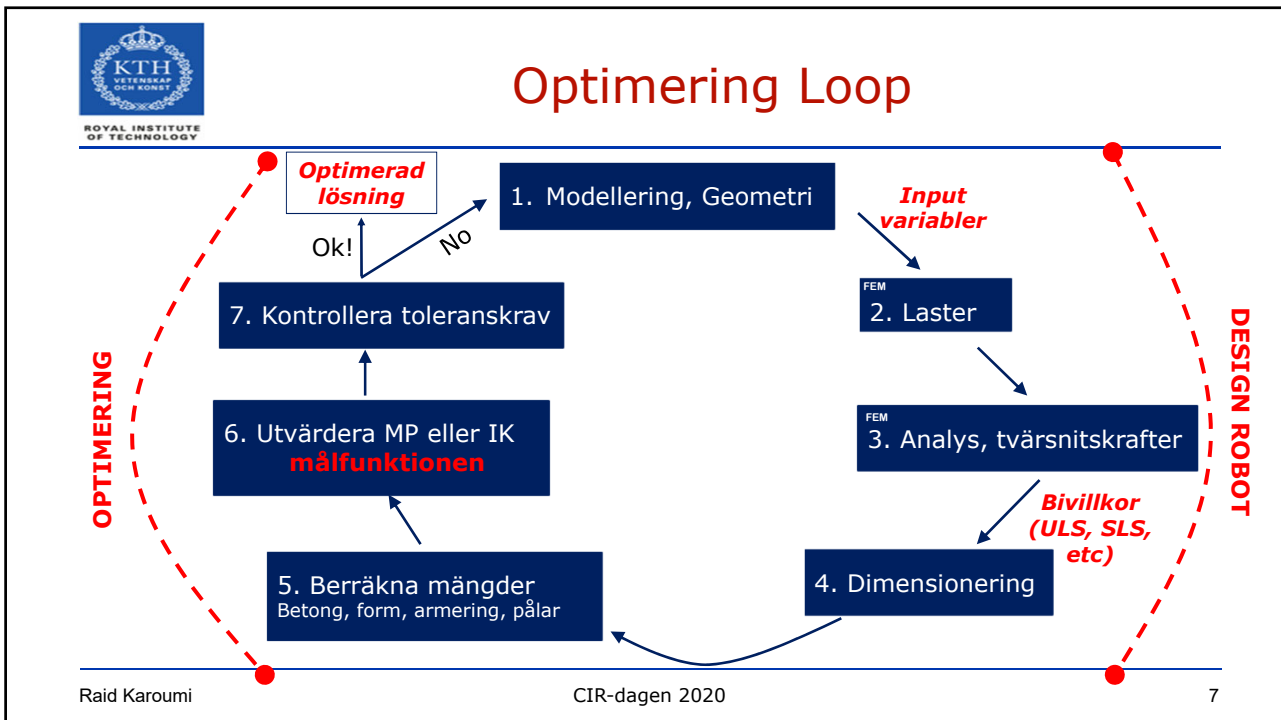 KTH
VETENSKAP
OCH KONST
ROYAL INSTITUTE
OF TECHNOLOGY
Optimering Loop
Optimerad
lösning
Ok!
No
1. Modellering, Geometri
Input
variabler
FEM
2. Laster
FEM
3. Analys, tvärsnitskrafter
Bivillkor
(ULS, SLS,
etc)
4. Dimensionering
5. Berräkna mängder
Betong, form, armering, pålar
6. Utvärdera MP eller IK
målfunktionen
7. Kontrollera toleranskrav
OPTIMERING
DESIGN ROBOT
Raid Karoumi
CIR-dagen 2020
7